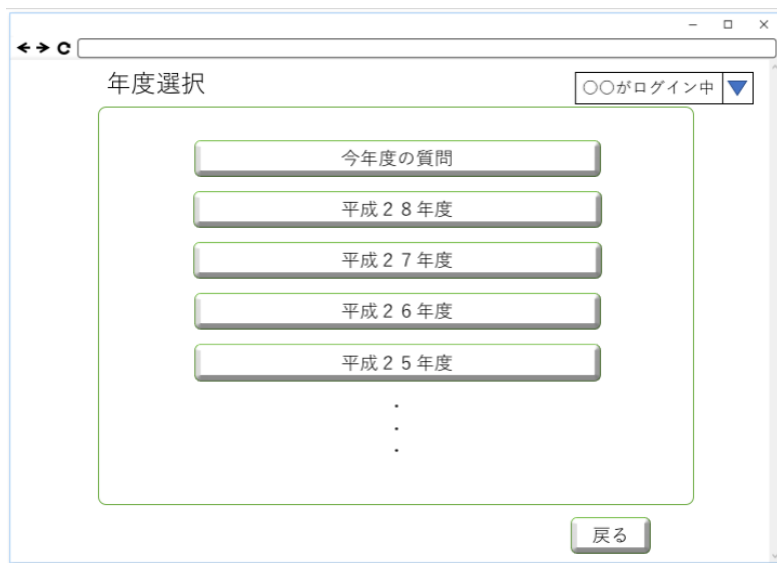 年度選択
〇〇がログイン中
今年度の質問
平成２８年度
平成２７年度
平成２６年度
平成２５年度
・
・
・
戻る